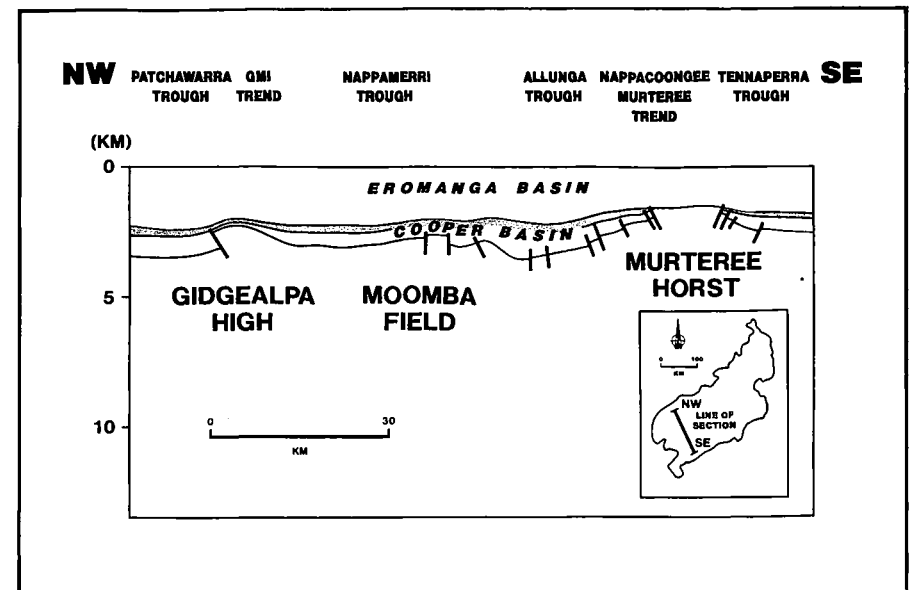 NW
PATCHAWARRA
TROUGH
GMI
TREND
NAPPAMERRI
TROUGH
ALLUNGA
TROUGH
NAPPACOONGEE
MURTEREE
TREND
TENNAPERRA
TROUGH
SE
(KM)
0
EROMANGA BASIN
COOPER BASIN
5
GIDGEALPA
HIGH
MOOMBA
FIELD
MURTEREE
HORST
10
0 30
KM
0 100
KM
NW
LINE OF
SECTION
SE